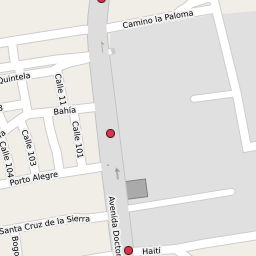 Camino la Paloma
Quintela
Calle 11
Bahía
Calle 101
Calle 103
Calle 104
Porto Alegre
Avenida Doctor
Santa Cruz de la Sierra
Bogo
Haití